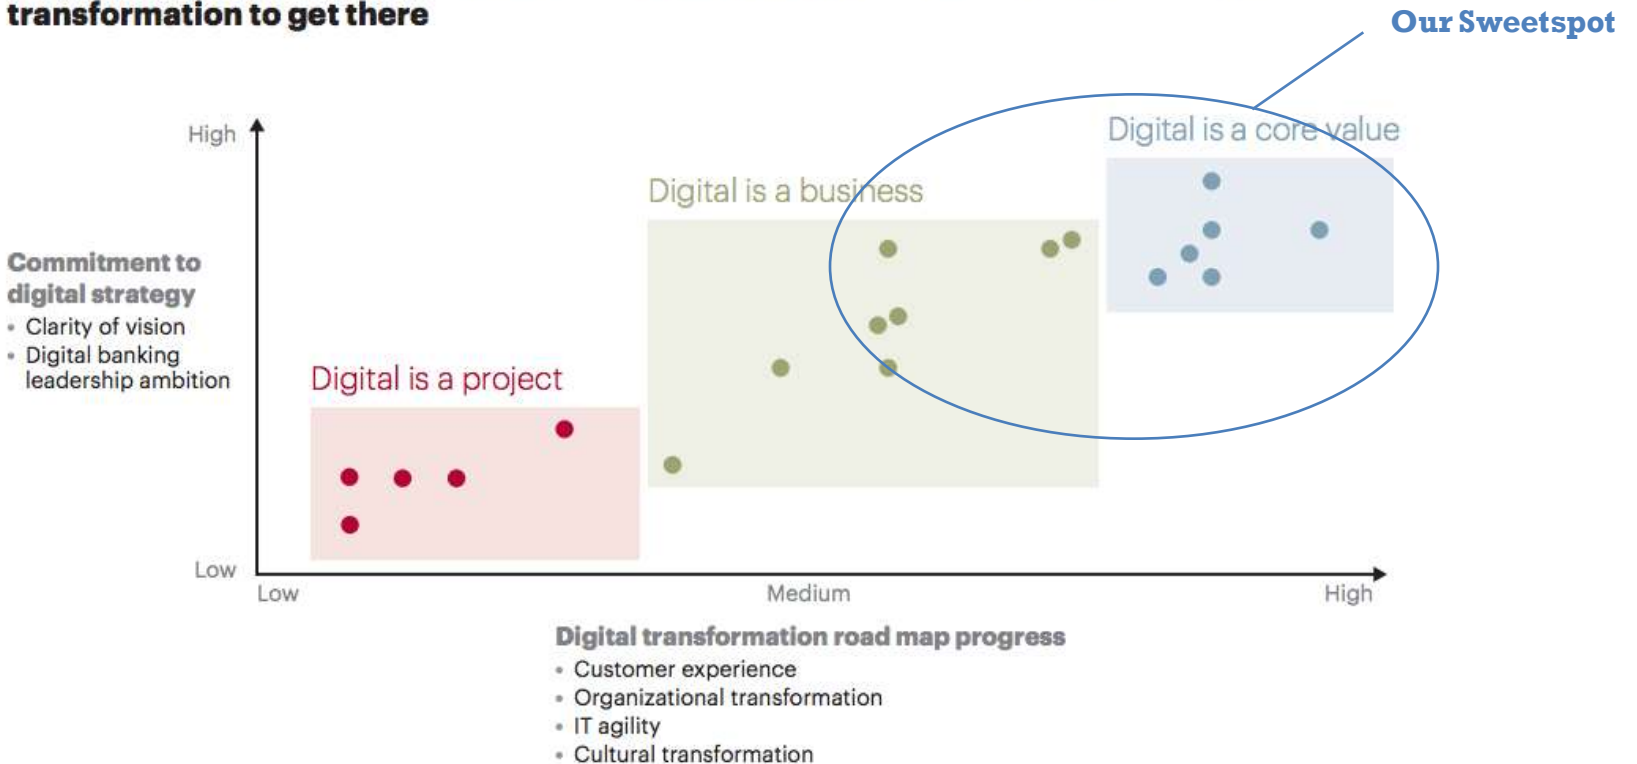 transformation to get there
Our Sweetspot
High
Digital is a core value
Digital is a business
Commitment to
digital strategy
• Clarity of vision
• Digital banking
leadership ambition
Digital is a project
Low
Low
Medium
High
Digital transformation road map progress
• Customer experience
• Organizational transformation
• IT agility
• Cultural transformation